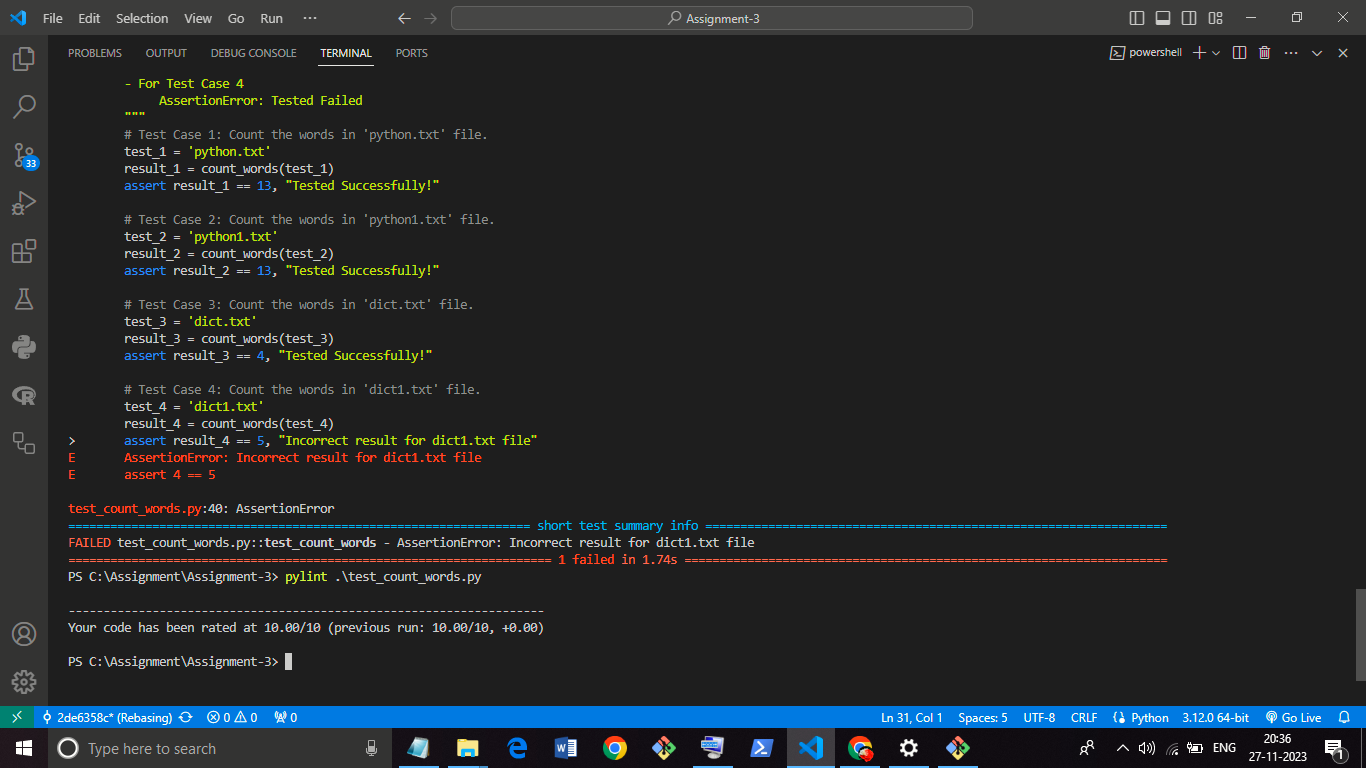 File Edit Selection View Go Run ··· Assignment-3
PROBLEMS OUTPUT DEBUG CONSOLE TERMINAL PORTS powershell
- For Test Case 4
AssertionError: Tested Failed
"""
# Test Case 1: Count the words in 'python.txt' file.
test_1 = 'python.txt'
result_1 = count_words(test_1)
assert result_1 == 13, "Tested Successfully!"
# Test Case 2: Count the words in 'python1.txt' file.
test_2 = 'python1.txt'
result_2 = count_words(test_2)
assert result_2 == 13, "Tested Successfully!"
# Test Case 3: Count the words in 'dict.txt' file.
test_3 = 'dict.txt'
result_3 = count_words(test_3)
assert result_3 == 4, "Tested Successfully!"
# Test Case 4: Count the words in 'dict1.txt' file.
test_4 = 'dict1.txt'
result_4 = count_words(test_4)
> assert result_4 == 5, "Incorrect result for dict1.txt file"
E AssertionError: Incorrect result for dict1.txt file
E assert 4 == 5
test_count_words.py:40: AssertionError
================================================================== short test summary info ==================================================================
FAILED test_count_words.py::test_count_words - AssertionError: Incorrect result for dict1.txt file
===================================================================== 1 failed in 1.74s =====================================================================
PS C:\Assignment\Assignment-3> pylint .\test_count_words.py
--------------------------------------------------------------------
Your code has been rated at 10.00/10 (previous run: 10.00/10, +0.00)
PS C:\Assignment\Assignment-3>
33
2de6358c* (Rebasing) 0 0 0 Ln 31, Col 1 Spaces: 5 UTF-8 CRLF Python 3.12.0 64-bit Go Live
Type here to search ENG 20:36
27-11-2023 1